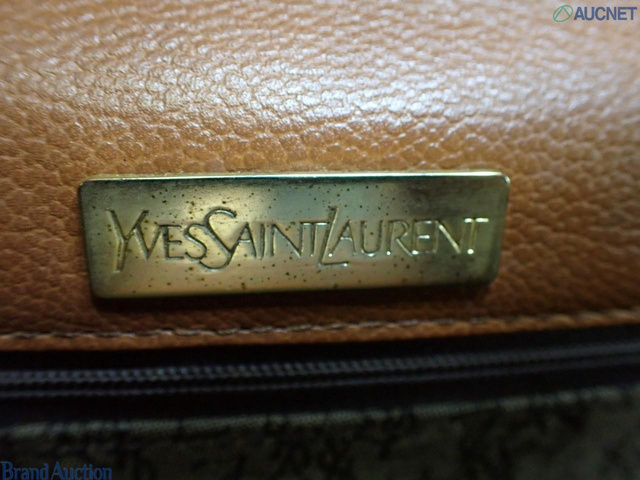 AUCNET
YVESSAINTLAURENT
Brand Auction